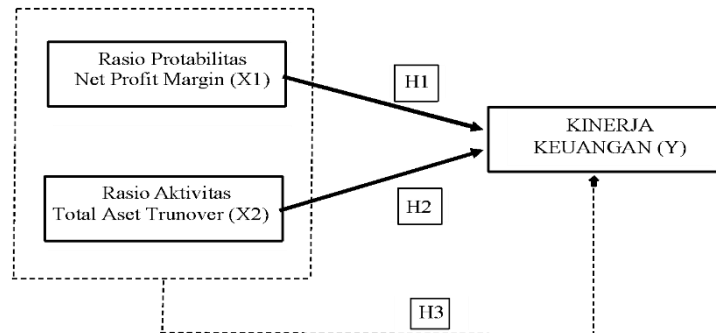 Rasio Protabilitas
Net Profit Margin (X1)
H1
KINERJA
KEUANGAN (Y)
Rasio Aktivitas
Total Aset Trunover (X2)
H2
H3